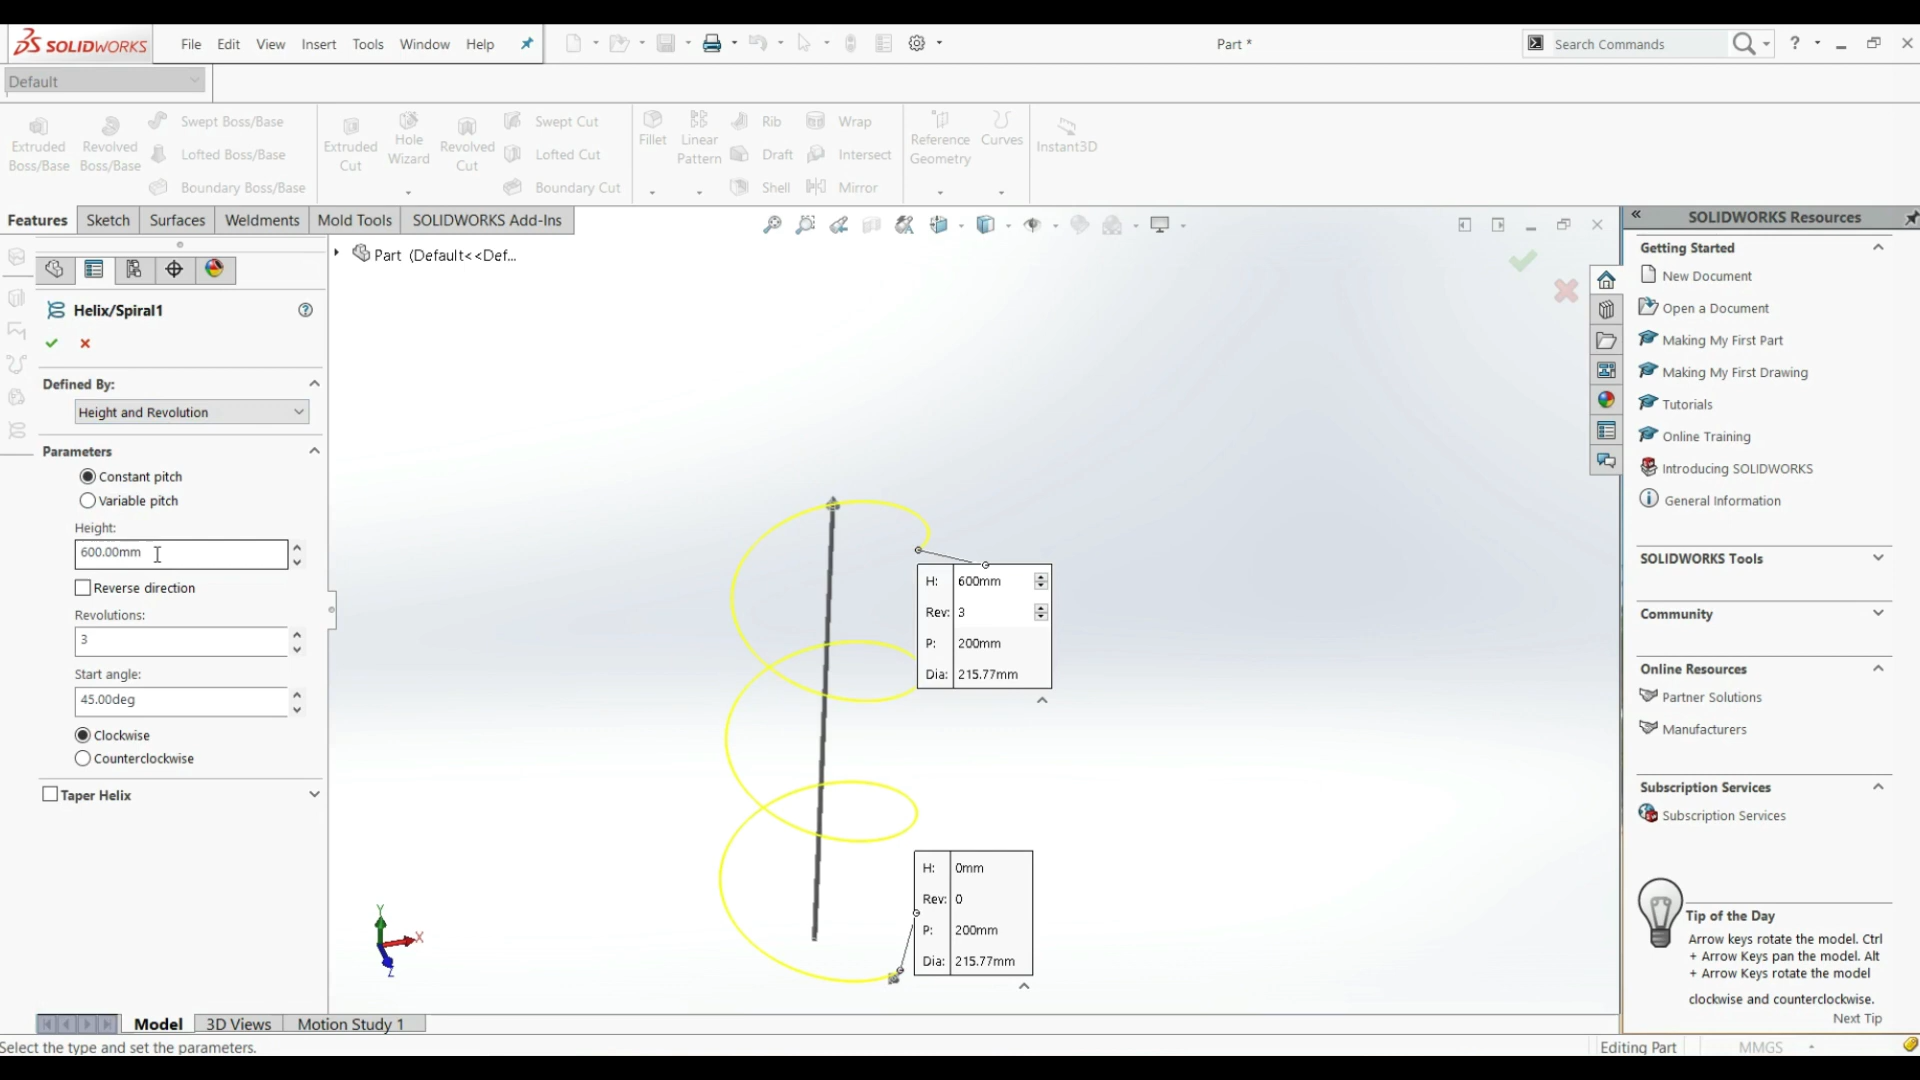 SOLIDWORKS File Edit View Insert Tools Window Help Part * Search Commands ?
Default
Extruded Boss/Base
Revolved Boss/Base
Swept Boss/Base
Lofted Boss/Base
Boundary Boss/Base
Extruded Cut
Hole Wizard
Revolved Cut
Swept Cut
Lofted Cut
Boundary Cut
Fillet
Linear Pattern
Rib
Draft
Shell
Wrap
Intersect
Mirror
Reference Geometry
Curves
Instant3D
Features Sketch Surfaces Weldments Mold Tools SOLIDWORKS Add-Ins
Part (Default<<Def...
Helix/Spiral1
Defined By:
Height and Revolution
Parameters
Constant pitch
Variable pitch
Height:
600.00mm
Reverse direction
Revolutions:
3
Start angle:
45.00deg
Clockwise
Counterclockwise
Taper Helix
H: 600mm
Rev: 3
P: 200mm
Dia: 215.77mm
H: 0mm
Rev: 0
P: 200mm
Dia: 215.77mm
Y
X
Z
SOLIDWORKS Resources
Getting Started
New Document
Open a Document
Making My First Part
Making My First Drawing
Tutorials
Online Training
Introducing SOLIDWORKS
General Information
SOLIDWORKS Tools
Community
Online Resources
Partner Solutions
Manufacturers
Subscription Services
Subscription Services
Tip of the Day
Arrow keys rotate the model. Ctrl
+ Arrow Keys pan the model. Alt
+ Arrow Keys rotate the model
clockwise and counterclockwise.
Next Tip
Model 3D Views Motion Study 1
Select the type and set the parameters. Editing Part MMGS